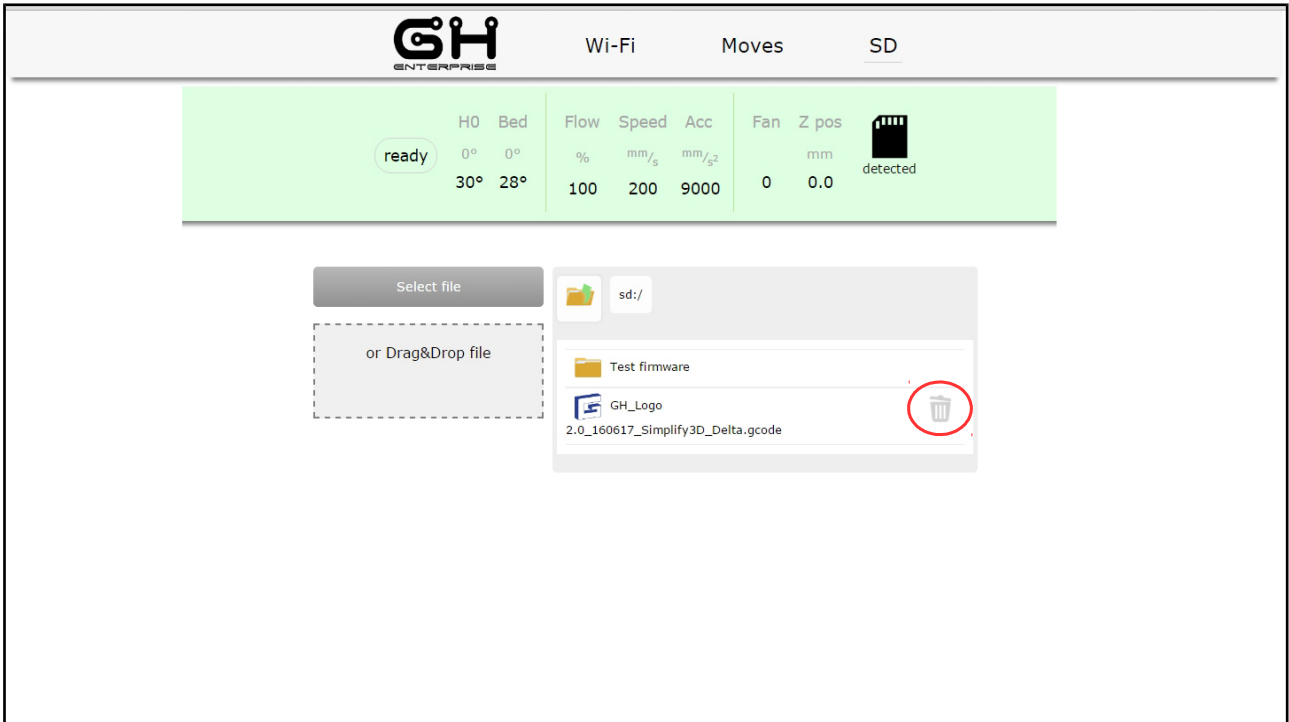 GH
ENTERPRISE
Wi-Fi Moves SD
H0 Bed Flow Speed Acc Fan Z pos
ready 0° 0° % mm/s mm/s² mm
30° 28° 100 200 9000 0 0.0
detected
Select file
sd:/
or Drag&Drop file
Test firmware
GH_Logo
2.0_160617_Simplify3D_Delta.gcode